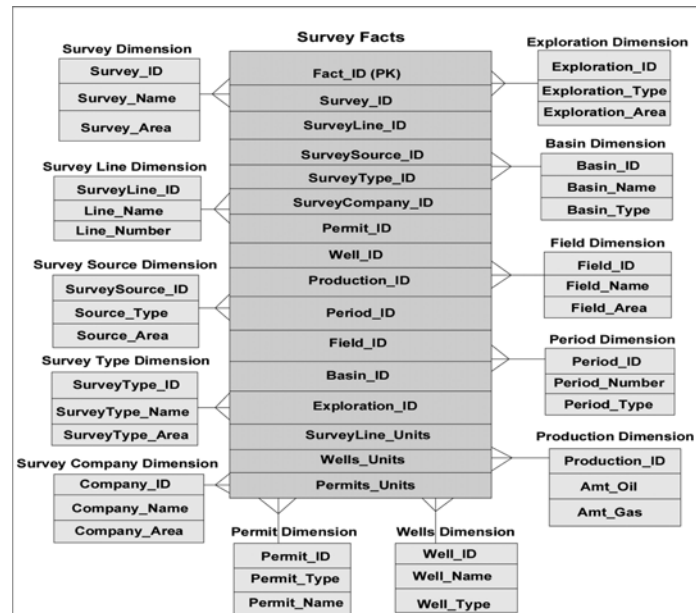 Survey Facts
Survey Dimension
Survey_ID
Survey_Name
Survey_Area
Survey Line Dimension
SurveyLine_ID
Line_Name
Line_Number
Survey Source Dimension
SurveySource_ID
Source_Type
Source_Area
Survey Type Dimension
SurveyType_ID
SurveyType_Name
SurveyType_Area
Survey Company Dimension
Company_ID
Company_Name
Company_Area
Fact_ID (PK)
Survey_ID
SurveyLine_ID
SurveySource_ID
SurveyType_ID
SurveyCompany_ID
Permit_ID
Well_ID
Production_ID
Period_ID
Field_ID
Basin_ID
Exploration_ID
SurveyLine_Units
Wells_Units
Permits_Units
Exploration Dimension
Exploration_ID
Exploration_Type
Exploration_Area
Basin Dimension
Basin_ID
Basin_Name
Basin_Type
Field Dimension
Field_ID
Field_Name
Field_Area
Period Dimension
Period_ID
Period_Number
Period_Type
Production Dimension
Production_ID
Amt_Oil
Amt_Gas
Permit Dimension
Permit_ID
Permit_Type
Permit_Name
Wells Dimension
Well_ID
Well_Name
Well_Type